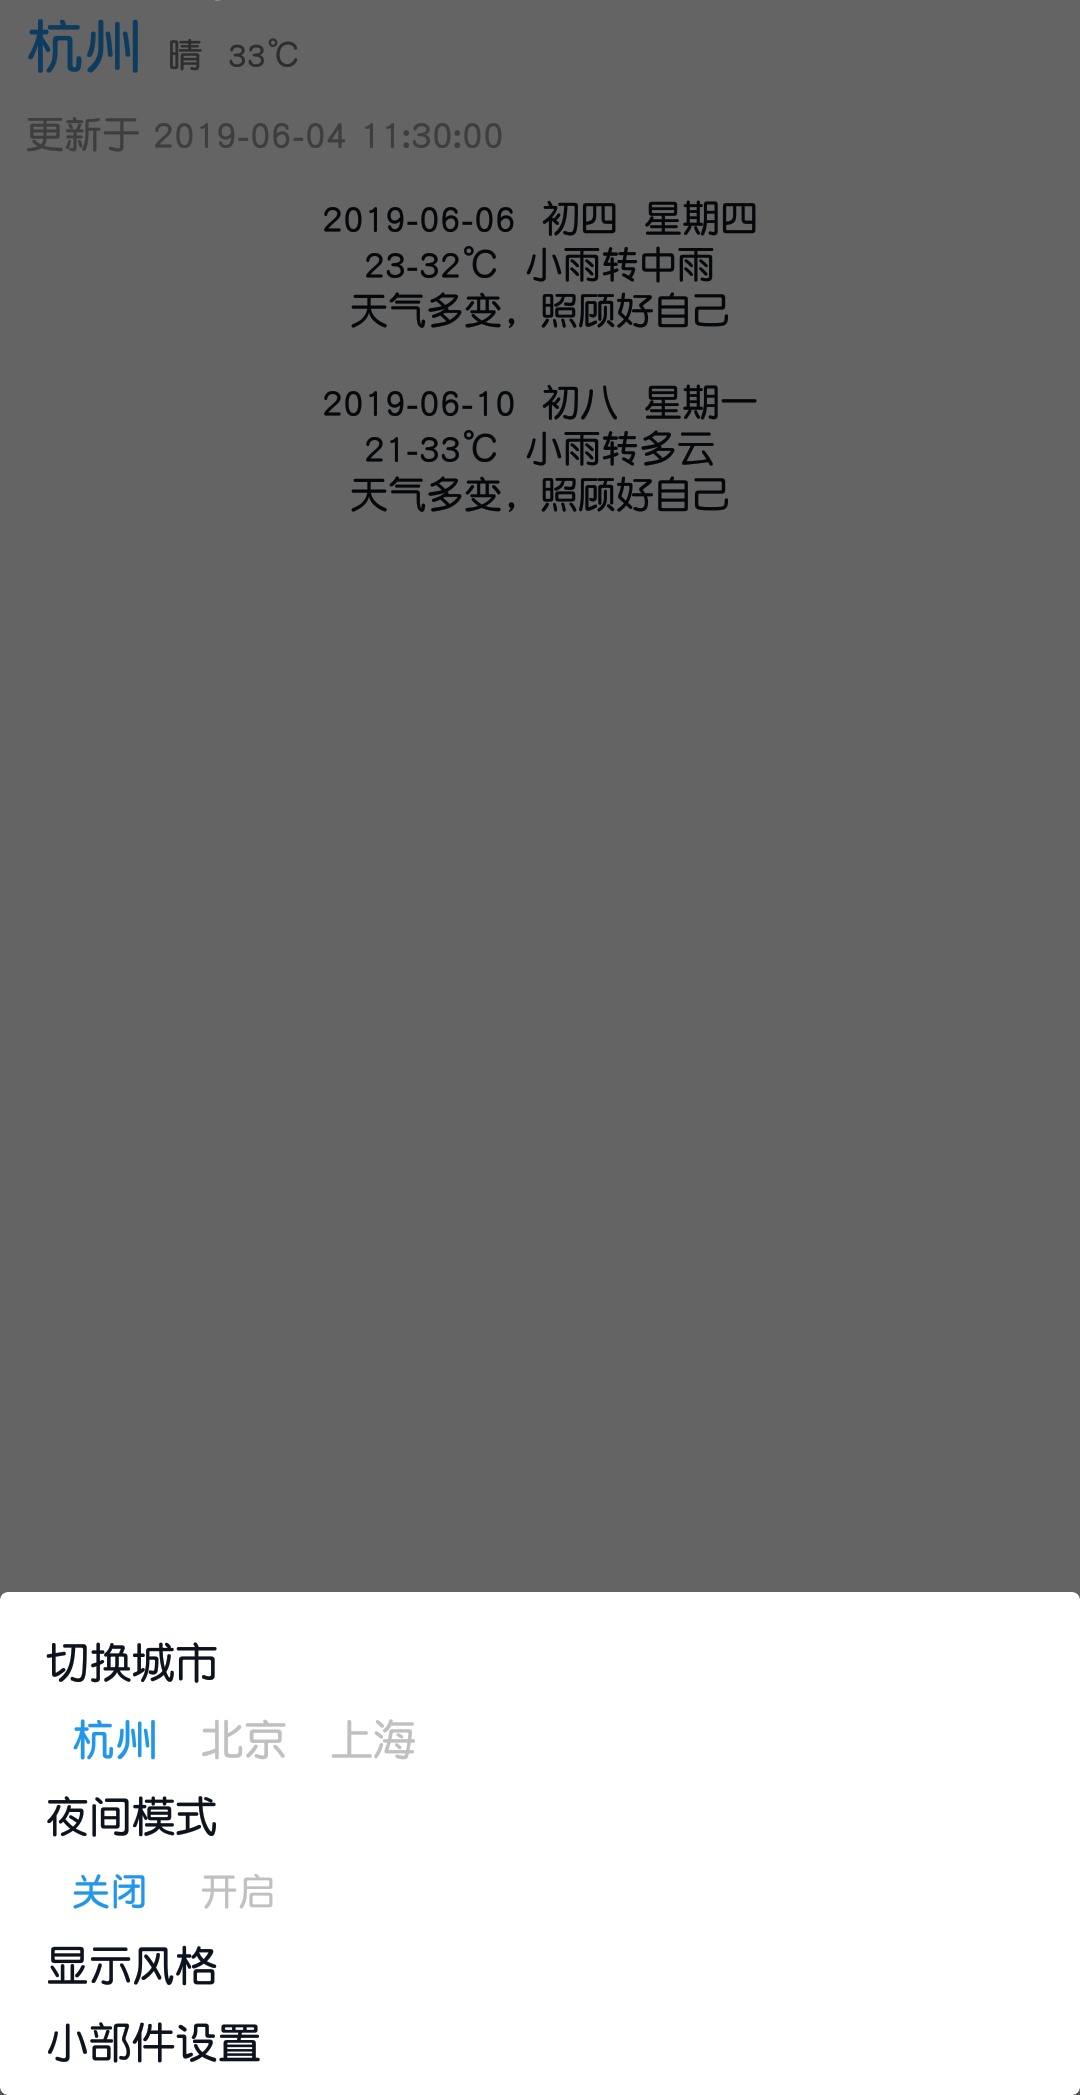 杭州 晴 33℃
更新于 2019-06-04 11:30:00
2019-06-06 初四 星期四
23-32℃ 小雨转中雨
天气多变，照顾好自己
2019-06-10 初八 星期一
21-33℃ 小雨转多云
天气多变，照顾好自己
切换城市
杭州 北京 上海
夜间模式
关闭 开启
显示风格
小部件设置